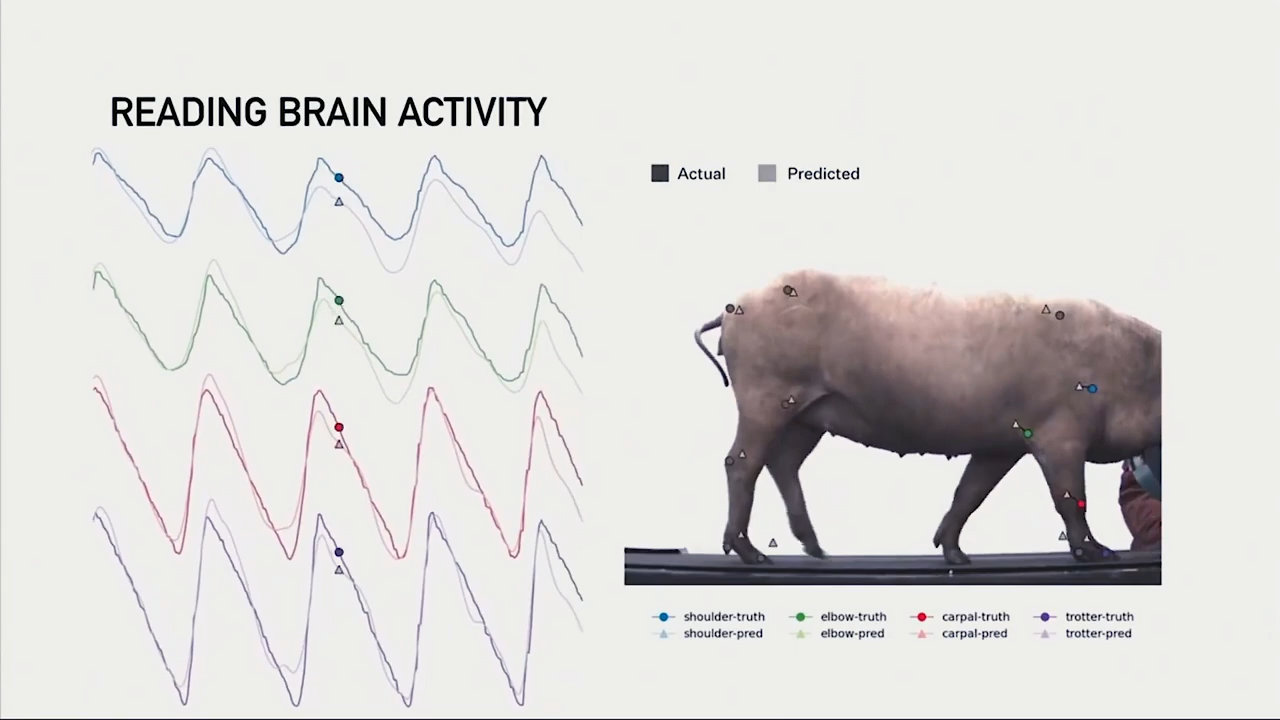 READING BRAIN ACTIVITY
Actual Predicted
shoulder-truth elbow-truth carpal-truth trotter-truth
shoulder-pred elbow-pred carpal-pred trotter-pred